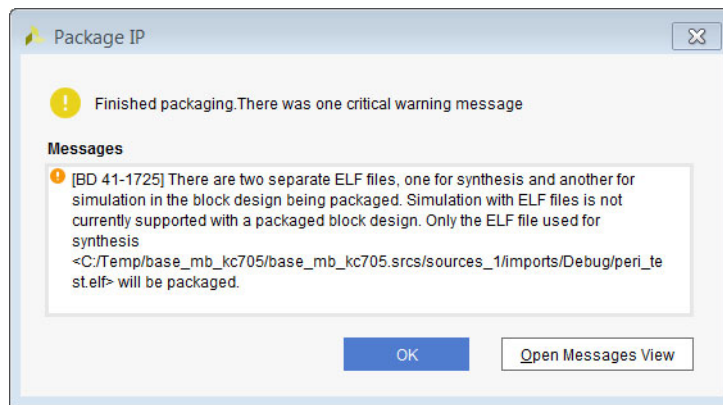 Package IP
Finished packaging.There was one critical warning message
Messages
[BD 41-1725] There are two separate ELF files, one for synthesis and another for
simulation in the block design being packaged. Simulation with ELF files is not
currently supported with a packaged block design. Only the ELF file used for
synthesis
<C:/Temp/base_mb_kc705/base_mb_kc705.srcs/sources_1/imports/Debug/peri_te
st.elf> will be packaged.
OK
Open Messages View